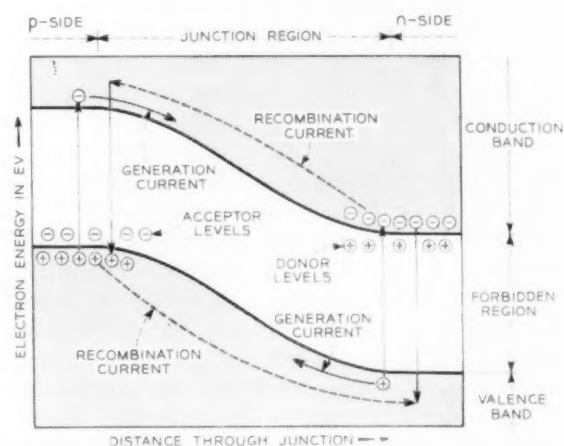 p-SIDE
JUNCTION REGION
n-SIDE
RECOMBINATION
CURRENT
GENERATION
CURRENT
ACCEPTOR
LEVELS
DONOR
LEVELS
GENERATION
CURRENT
RECOMBINATION
CURRENT
ELECTRON ENERGY IN EV
CONDUCTION
BAND
FORBIDDEN
REGION
VALENCE
BAND
DISTANCE THROUGH JUNCTION